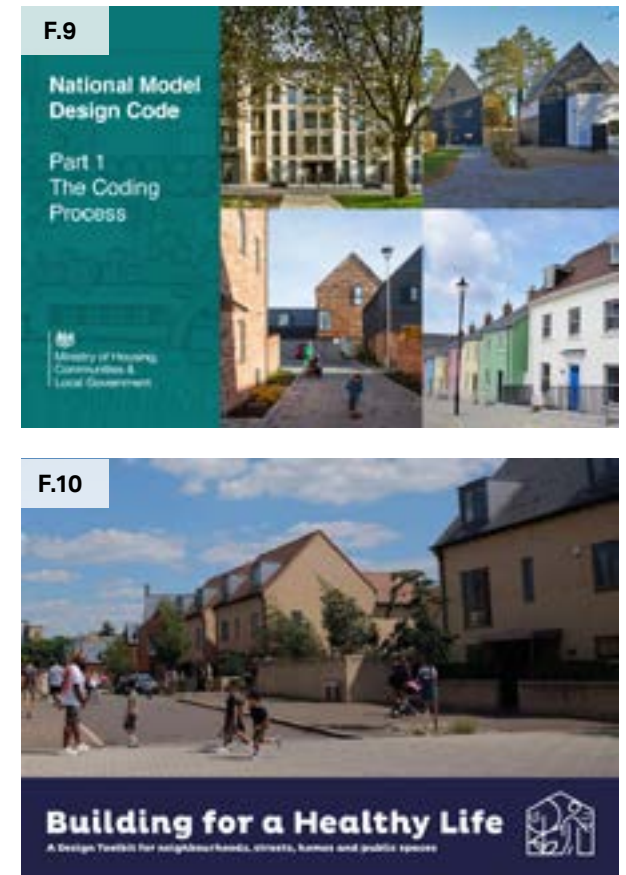 F.9
National Model
Design Code
Part 1
The Coding
Process
Ministry of Housing,
Communities &
Local Government
F.10
Building for a Healthy Life
A Design Toolkit for neighbourhoods, streets, homes and public spaces